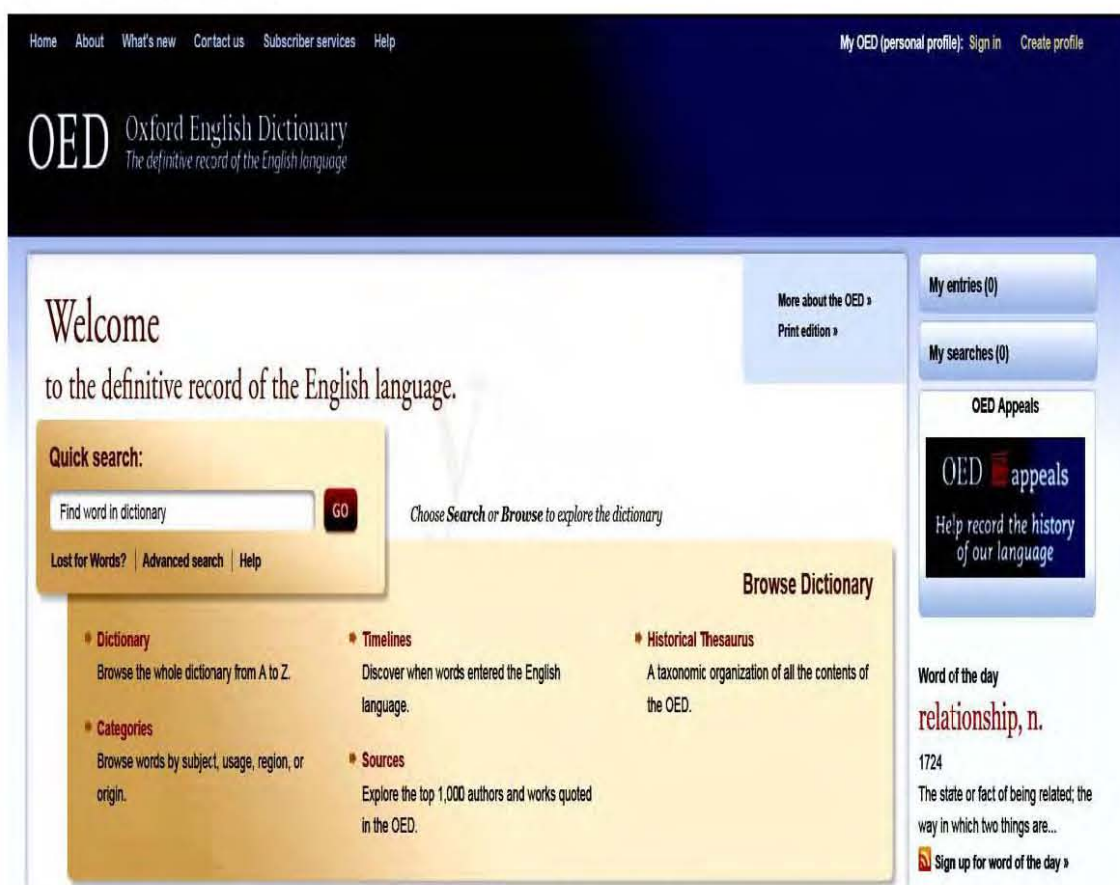 Home About What's new Contact us Subscriber services Help
My OED (personal profile): Sign in Create profile
OED Oxford English Dictionary
The definitive record of the English language
Welcome
to the definitive record of the English language.
More about the OED »
Print edition »
Quick search:
Find word in dictionary GO
Lost for Words? | Advanced search | Help
Choose Search or Browse to explore the dictionary
Browse Dictionary
Dictionary
Browse the whole dictionary from A to Z.
Categories
Browse words by subject, usage, region, or
origin.
Timelines
Discover when words entered the English
language.
Sources
Explore the top 1,000 authors and works quoted
in the OED.
Historical Thesaurus
A taxonomic organization of all the contents of
the OED.
My entries (0)
My searches (0)
OED Appeals
OED appeals
Help record the history
of our language
Word of the day
relationship, n.
1724
The state or fact of being related; the
way in which two things are...
Sign up for word of the day »